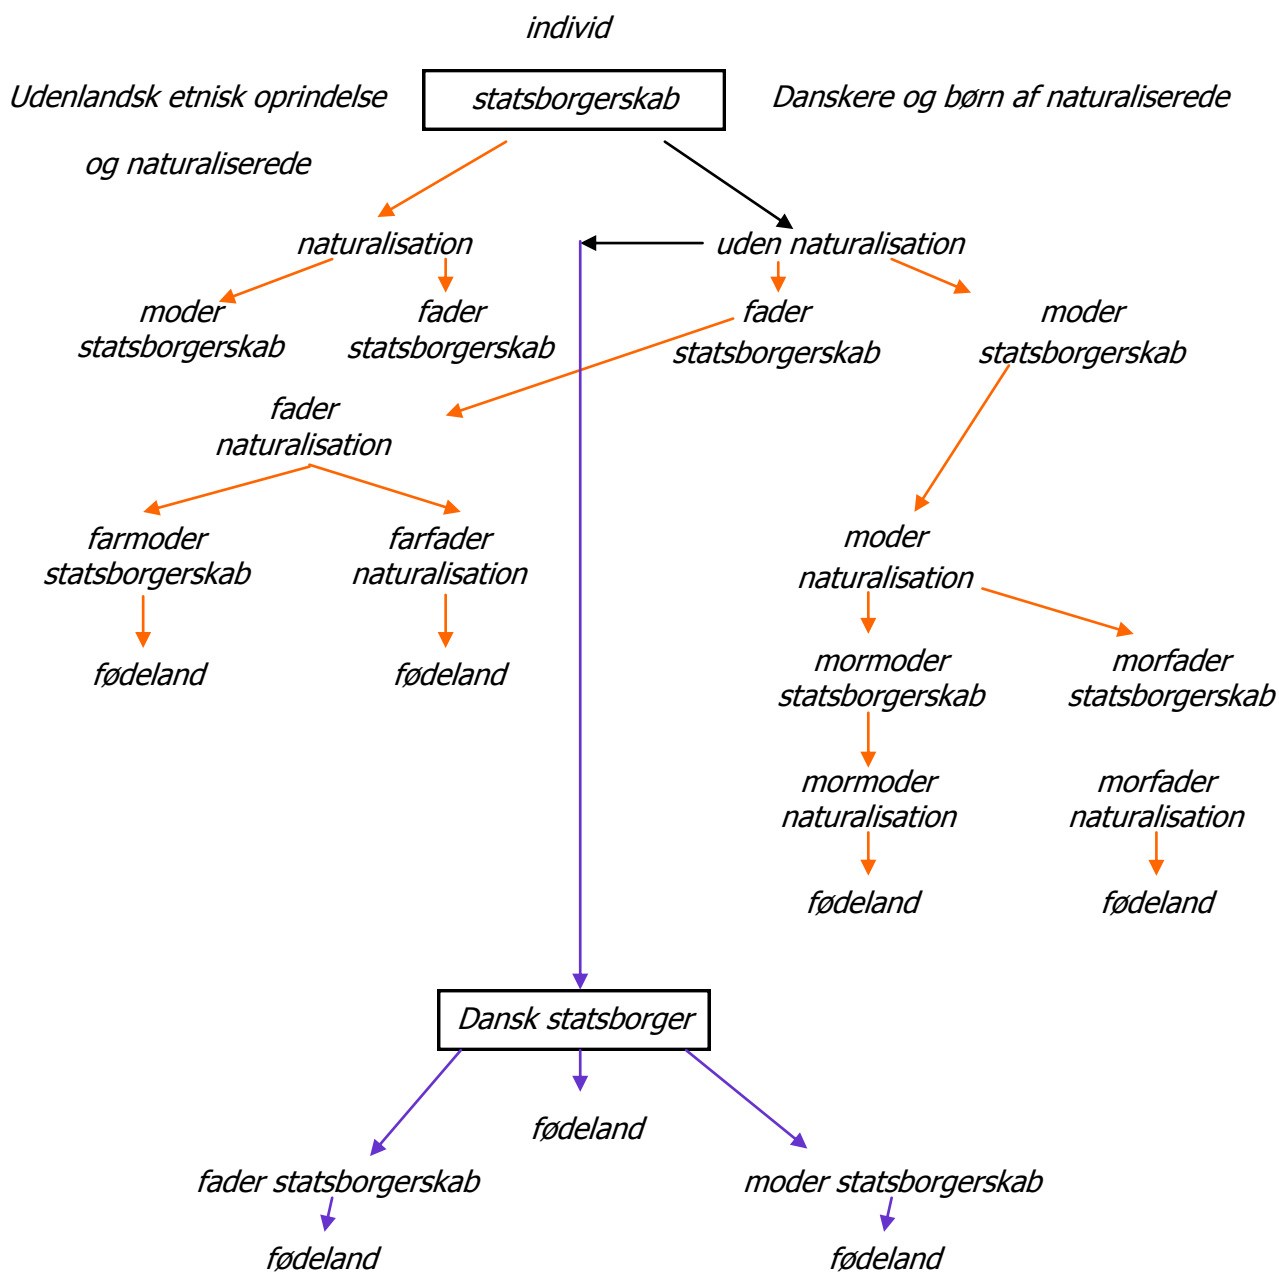 individ
Udenlandsk etnisk oprindelse
statsborgerskab
Danskere og børn af naturaliserede
og naturaliserede
naturalisation
uden naturalisation
moder
statsborgerskab
fader
statsborgerskab
fader
statsborgerskab
moder
statsborgerskab
fader
naturalisation
farmoder
statsborgerskab
farfader
naturalisation
moder
naturalisation
fødeland
fødeland
mormoder
statsborgerskab
morfader
statsborgerskab
mormoder
naturalisation
morfader
naturalisation
fødeland
fødeland
Dansk statsborger
fødeland
fader statsborgerskab
moder statsborgerskab
fødeland
fødeland